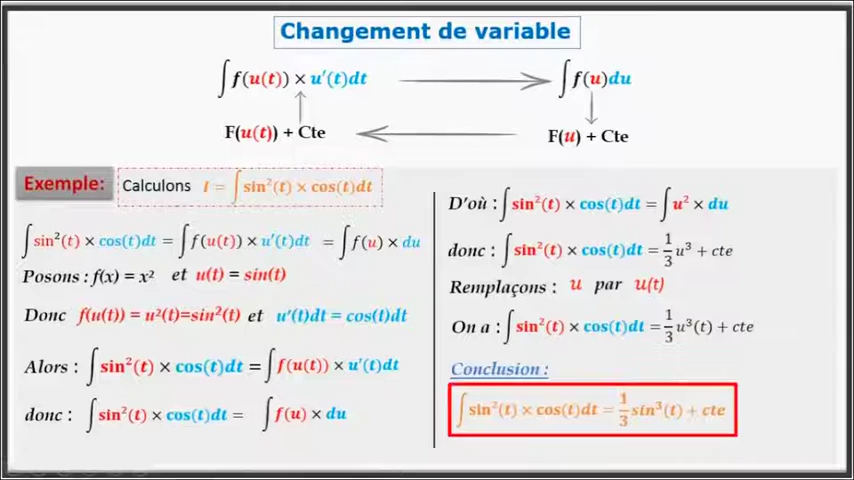 Changement de variable
∫f(u(t)) × u'(t)dt
∫f(u)du
F(u(t)) + Cte
F(u) + Cte
Exemple:
Calculons I = ∫sin²(t) × cos(t)dt
∫sin²(t) × cos(t)dt = ∫f(u(t)) × u'(t)dt = ∫f(u) × du
Posons : f(x) = x² et u(t) = sin(t)
Donc f(u(t)) = u²(t)=sin²(t) et u'(t)dt = cos(t)dt
Alors : ∫sin²(t) × cos(t)dt = ∫f(u(t)) × u'(t)dt
donc : ∫sin²(t) × cos(t)dt = ∫f(u) × du
D'où : ∫sin²(t) × cos(t)dt = ∫u² × du
donc : ∫sin²(t) × cos(t)dt = 1/3 u³ + cte
Remplaçons : u par u(t)
On a : ∫sin²(t) × cos(t)dt = 1/3 u³(t) + cte
Conclusion :
∫sin²(t) × cos(t)dt = 1/3 sin³(t) + cte